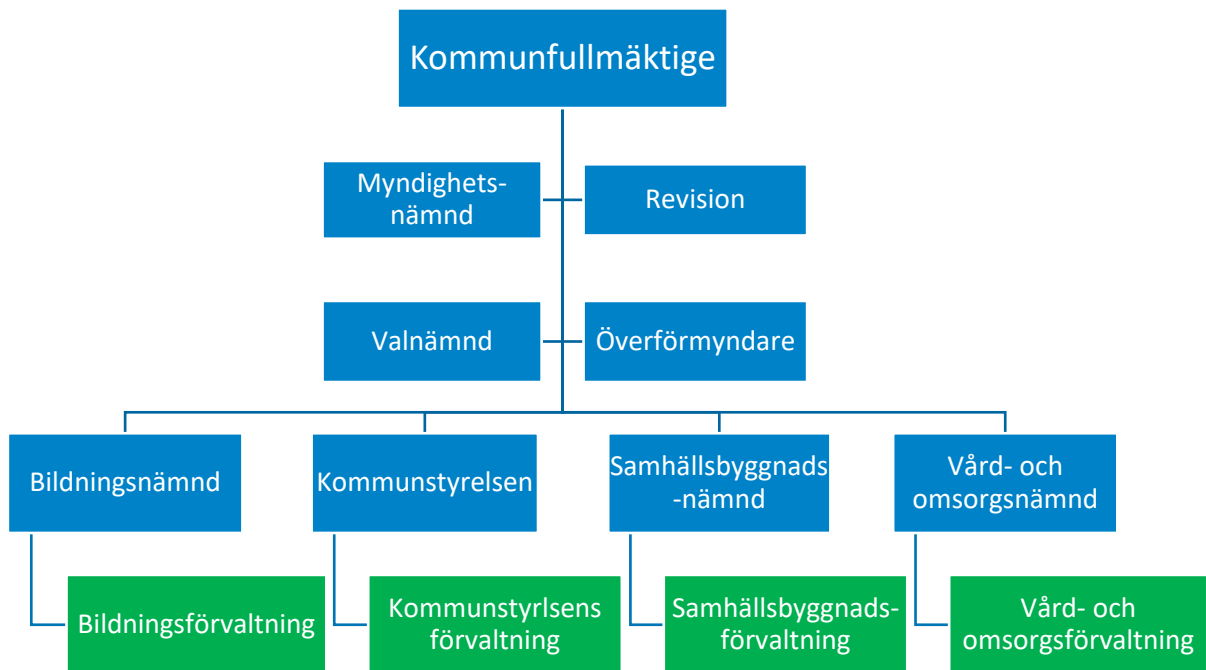 Kommunfullmäktige
Myndighets-
nämnd
Revision
Valnämnd
Överförmyndare
Bildningsnämnd
Kommunstyrelsen
Samhällsbyggnads
-nämnd
Vård- och
omsorgsnämnd
Bildningsförvaltning
Kommunstyrlsens
förvaltning
Samhällsbyggnads-
förvaltning
Vård- och
omsorgsförvaltning